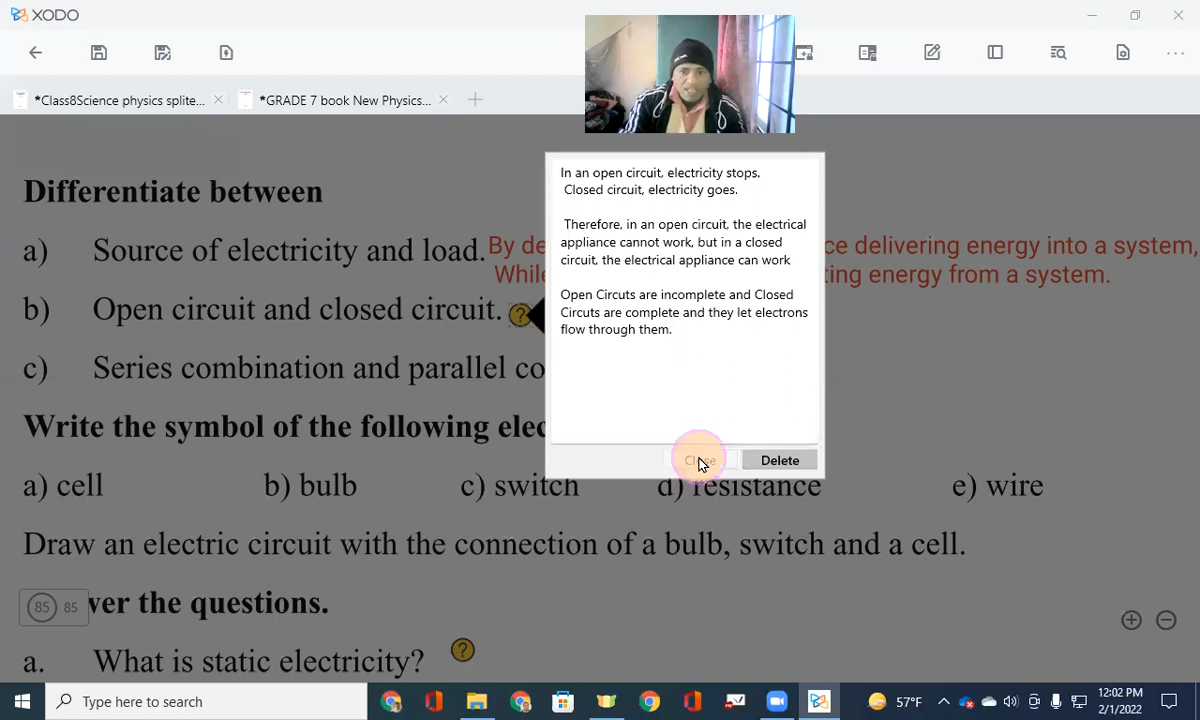 XODO
*Class8Science physics splite...
*GRADE 7 book New Physics...
Differentiate between
a) Source of electricity and load.
By de
ce delivering energy into a system,
While
ting energy from a system.
b) Open circuit and closed circuit.
?
c) Series combination and parallel co
Write the symbol of the following elec
a) cell b) bulb c) switch d) resistance e) wire
Draw an electric circuit with the connection of a bulb, switch and a cell.
85 85
wer the questions.
a. What is static electricity?
?
In an open circuit, electricity stops.
Closed circuit, electricity goes.
Therefore, in an open circuit, the electrical
appliance cannot work, but in a closed
circuit, the electrical appliance can work
Open Circuts are incomplete and Closed
Circuts are complete and they let electrons
flow through them.
Close Delete
Type here to search
57°F
12:02 PM
2/1/2022